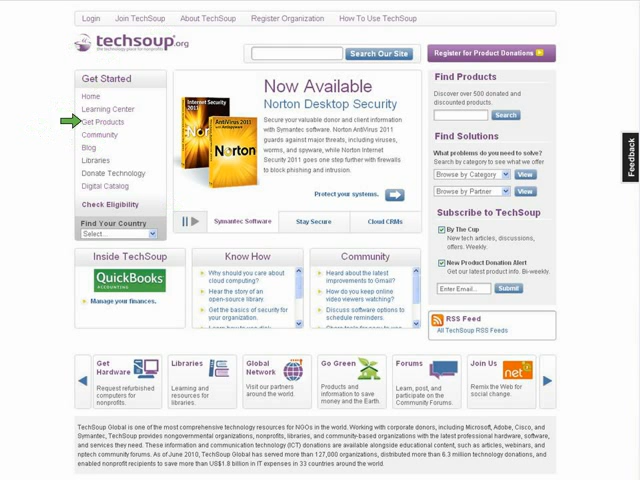 Login Join TechSoup About TechSoup Register Organization How To Use TechSoup
techsoup.org
the technology place for nonprofits
Search Our Site
Register for Product Donations
Get Started
Home
Learning Center
Get Products
Community
Blog
Libraries
Donate Technology
Digital Catalog
Check Eligibility
Find Your Country
Select...
Internet Security
2011
AntiVirus 2011
Norton
Now Available
Norton Desktop Security
Secure your valuable donor and client information
with Symantec software. Norton AntiVirus 2011
guards against major threats, including viruses,
worms, and spyware, while Norton Internet
Security 2011 goes one step further with firewalls
to block phishing and intrusion.
Protect your systems.
Symantec Software Stay Secure Cloud CRMs
Find Products
Discover over 500 donated and
discounted products.
Search
Find Solutions
What problems do you need to solve?
Search by category to see what we offer
Browse by Category View
Browse by Partner View
Subscribe to TechSoup
By The Cup
New tech articles, discussions,
offers. Weekly.
New Product Donation Alert
Get our latest product info. Bi-weekly.
Enter Email... Submit
RSS Feed
All TechSoup RSS Feeds
Feedback
Inside TechSoup
QuickBooks
ACCOUNTING
Manage your finances.
Know How
Why should you care about
cloud computing?
Hear the story of an
open-source library.
Get the basics of security for
your organization.
Community
Heard about the latest
improvements to Gmail?
How do you keep online
video viewers watching?
Discuss software options to
schedule reminders.
Get
Hardware
Request refurbished
computers for
nonprofits.
Libraries
Learning and
resources for
libraries.
Global
Network
Visit our partners
around the world.
Go Green
Products and
information to save
money and the Earth.
Forums
Learn, post, and
participate on the
Community Forums.
Join Us
net
Remix the Web for
social change.
TechSoup Global is one of the most comprehensive technology resources for NGOs in the world. Working with corporate donors, including Microsoft, Adobe, Cisco, and
Symantec, TechSoup provides nongovernmental organizations, nonprofits, libraries, and community-based organizations with the latest professional hardware, software,
and services they need. These information and communication technology (ICT) donations are available alongside educational content, such as articles, webinars, and
nptech community forums. As of June 2010, TechSoup Global has served more than 127,000 organizations, distributed more than 6.3 million technology donations, and
enabled nonprofit recipients to save more than US$1.8 billion in IT expenses in 33 countries around the world.